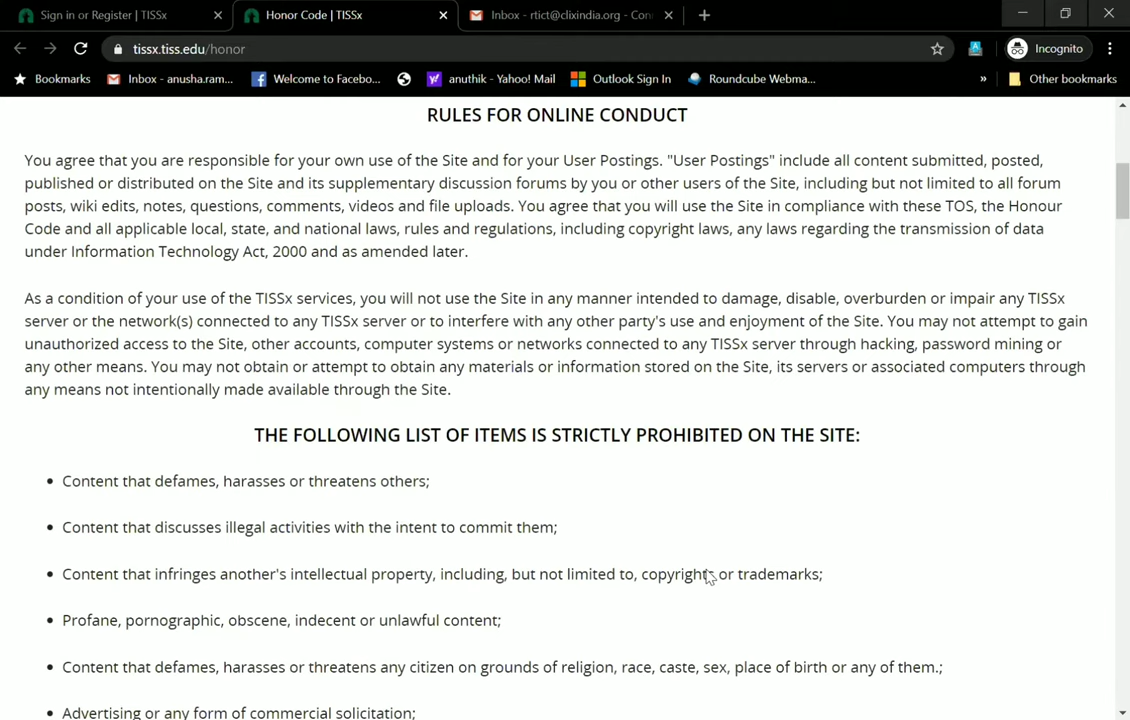 Sign in or Register | TISSx
Honor Code | TISSx
Inbox - rtict@clixindia.org - Con
tissx.tiss.edu/honor
Incognito
Bookmarks
Inbox - anusha.ram...
Welcome to Facebo...
anuthik - Yahoo! Mail
Outlook Sign In
Roundcube Webma...
»
Other bookmarks
RULES FOR ONLINE CONDUCT
You agree that you are responsible for your own use of the Site and for your User Postings. "User Postings" include all content submitted, posted,
published or distributed on the Site and its supplementary discussion forums by you or other users of the Site, including but not limited to all forum
posts, wiki edits, notes, questions, comments, videos and file uploads. You agree that you will use the Site in compliance with these TOS, the Honour
Code and all applicable local, state, and national laws, rules and regulations, including copyright laws, any laws regarding the transmission of data
under Information Technology Act, 2000 and as amended later.
As a condition of your use of the TISSx services, you will not use the Site in any manner intended to damage, disable, overburden or impair any TISSx
server or the network(s) connected to any TISSx server or to interfere with any other party's use and enjoyment of the Site. You may not attempt to gain
unauthorized access to the Site, other accounts, computer systems or networks connected to any TISSx server through hacking, password mining or
any other means. You may not obtain or attempt to obtain any materials or information stored on the Site, its servers or associated computers through
any means not intentionally made available through the Site.
THE FOLLOWING LIST OF ITEMS IS STRICTLY PROHIBITED ON THE SITE:
• Content that defames, harasses or threatens others;
• Content that discusses illegal activities with the intent to commit them;
• Content that infringes another's intellectual property, including, but not limited to, copyrights or trademarks;
• Profane, pornographic, obscene, indecent or unlawful content;
• Content that defames, harasses or threatens any citizen on grounds of religion, race, caste, sex, place of birth or any of them.;
• Advertising or any form of commercial solicitation;